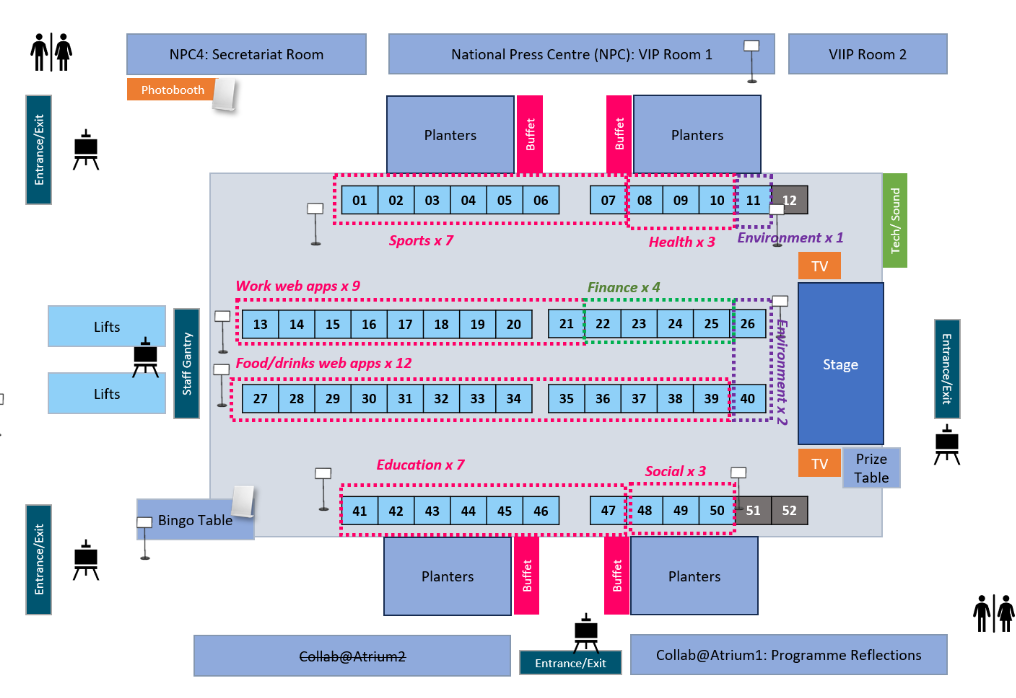 NPC4: Secretariat Room
National Press Centre (NPC): VIP Room 1
VIIP Room 2
Photobooth
Entrance/Exit
Planters
Buffet
Buffet
Planters
01 02 03 04 05 06 07 08 09 10 11 12
Tech/ Sound
Sports x 7
Health x 3
Environment x 1
TV
Work web apps x 9
Finance x 4
Lifts
Staff Gantry
13 14 15 16 17 18 19 20 21 22 23 24 25 26
Environment x 2
Stage
Entrance/Exit
Food/drinks web apps x 12
Lifts
27 28 29 30 31 32 33 34 35 36 37 38 39 40
Education x 7
Social x 3
TV
Prize
Table
41 42 43 44 45 46 47 48 49 50 51 52
Bingo Table
Entrance/Exit
Planters
Buffet
Buffet
Planters
Collab@Atrium2
Entrance/Exit
Collab@Atrium1: Programme Reflections